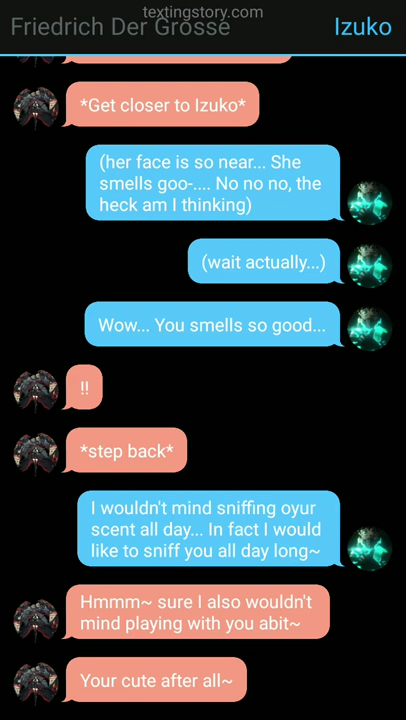 textingstory.com
Friedrich Der Grosse
Izuko
*Get closer to Izuko*
(her face is so near... She
smells goo-.... No no no, the
heck am I thinking)
(wait actually...)
Wow... You smells so good...
!!
*step back*
I wouldn't mind sniffing oyur
scent all day... In fact I would
like to sniff you all day long~
Hmmm~ sure I also wouldn't
mind playing with you abit~
Your cute after all~